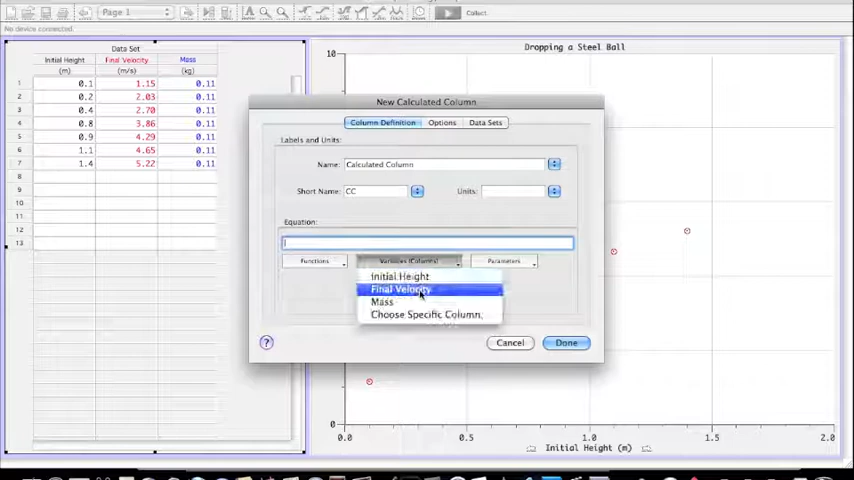 Page 1
Collect
No device connected.
Data Set
Initial Height Final Velocity Mass
(m) (m/s) (kg)
1 0.1 1.15 0.11
2 0.2 2.03 0.11
3 0.4 2.70 0.11
4 0.8 3.86 0.11
5 0.9 4.29 0.11
6 1.1 4.65 0.11
7 1.4 5.22 0.11
8
9
10
11
12
13
Dropping a Steel Ball
10
0.0 0.5 1.0 1.5 2.0
Initial Height (m)
New Calculated Column
Column Definition Options Data Sets
Labels and Units:
Name: Calculated Column
Short Name: CC Units:
Equation:
Functions Variables (Columns) Parameters
Initial Height
Final Velocity
Mass
Choose Specific Column.
? Cancel Done